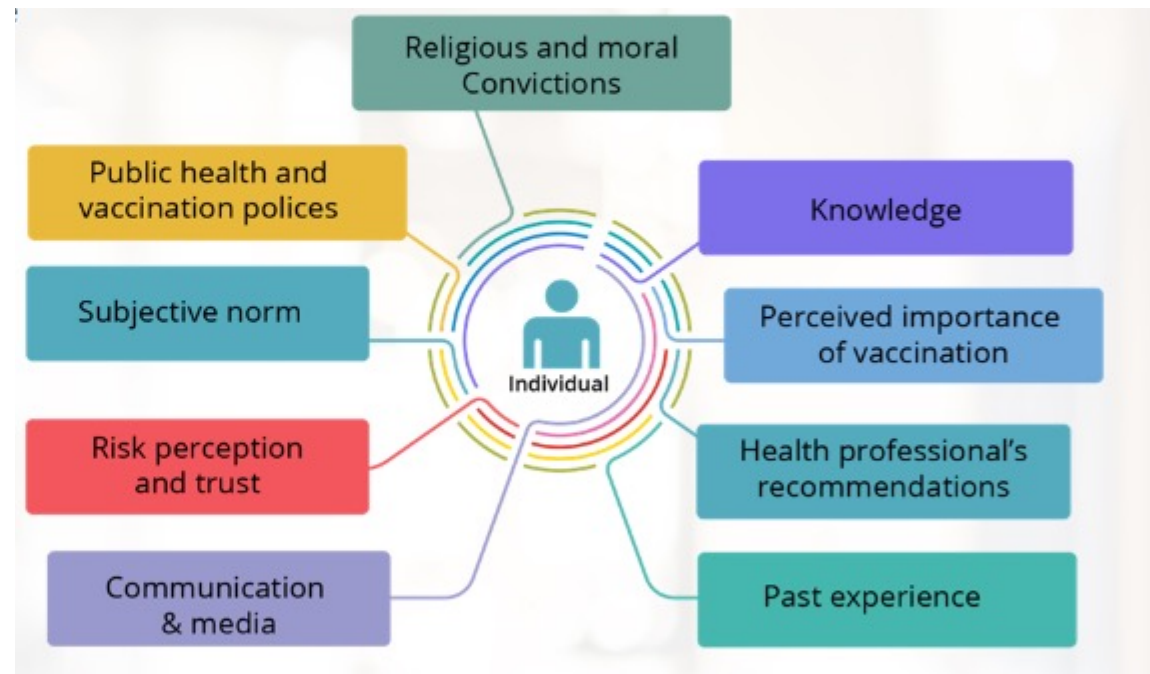 Religious and moral
Convictions
Public health and
vaccination polices
Knowledge
Subjective norm
Perceived importance
of vaccination
Individual
Risk perception
and trust
Health professional's
recommendations
Communication
& media
Past experience